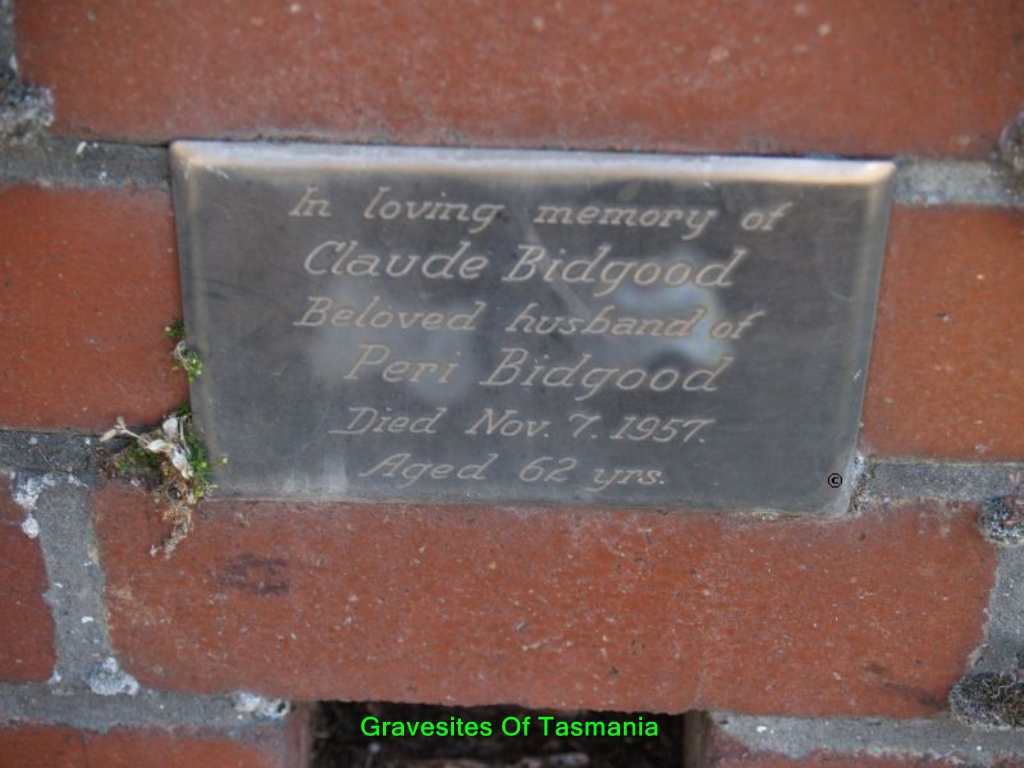 In loving memory of
Claude Bidgood
Beloved husband of
Peri Bidgood
Died Nov. 7. 1957.
Aged 62 yrs.
©
Gravesites Of Tasmania